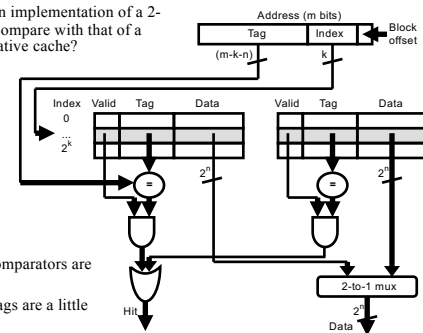 n implementation of a 2-
ompare with that of a
ative cache?
Address (m bits)
Tag Index Block offset
(m-k-n) k
Index Valid Tag Data Valid Tag Data
0
...
2^k
2^n 2^n
= =
omparators are
ags are a little
2-to-1 mux
Hit
2^n
Data